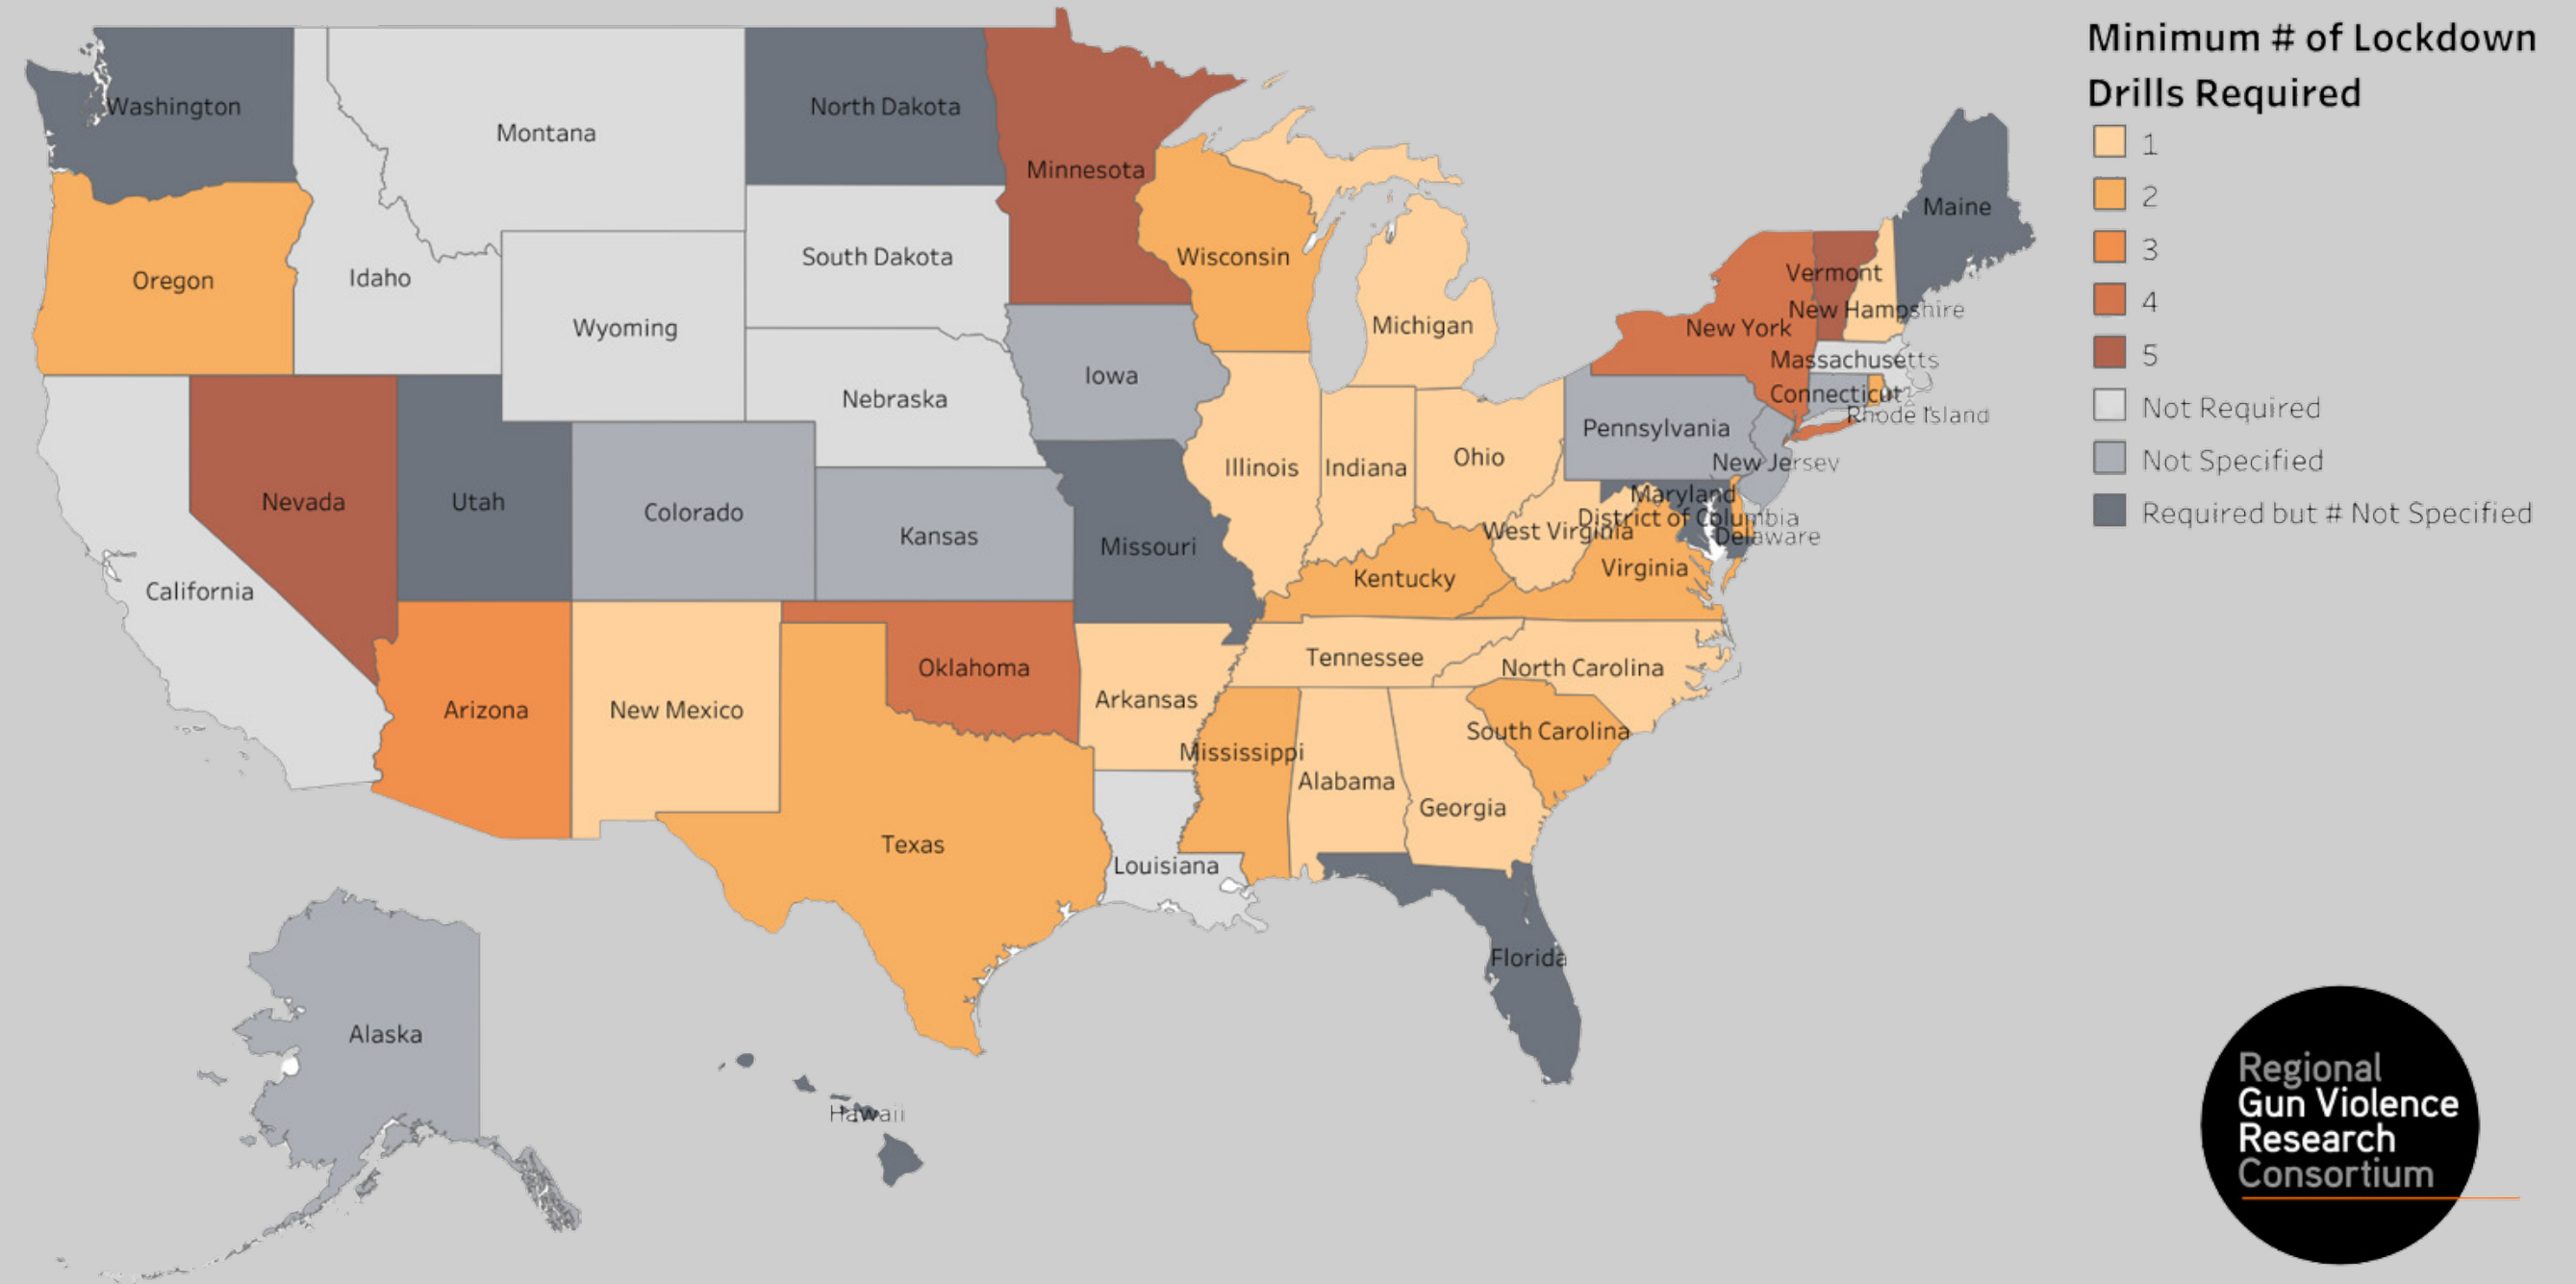 Minimum # of Lockdown
Drills Required
1
2
3
4
5
Not Required
Not Specified
Required but # Not Specified
Washington
Montana
North Dakota
Minnesota
Maine
Oregon
Idaho
South Dakota
Wisconsin
Vermont
New Hampshire
Wyoming
Michigan
New York
Massachusetts
Iowa
Nebraska
Connecticut
Rhode Island
Pennsylvania
Ohio
New Jersey
Illinois
Indiana
Nevada
Utah
Colorado
Kansas
Missouri
Maryland
District of Columbia
West Virginia
Delaware
California
Kentucky
Virginia
Tennessee
North Carolina
Oklahoma
Arkansas
Arizona
New Mexico
South Carolina
Mississippi
Alabama
Georgia
Texas
Louisiana
Florida
Alaska
Hawaii
Regional
Gun Violence
Research
Consortium